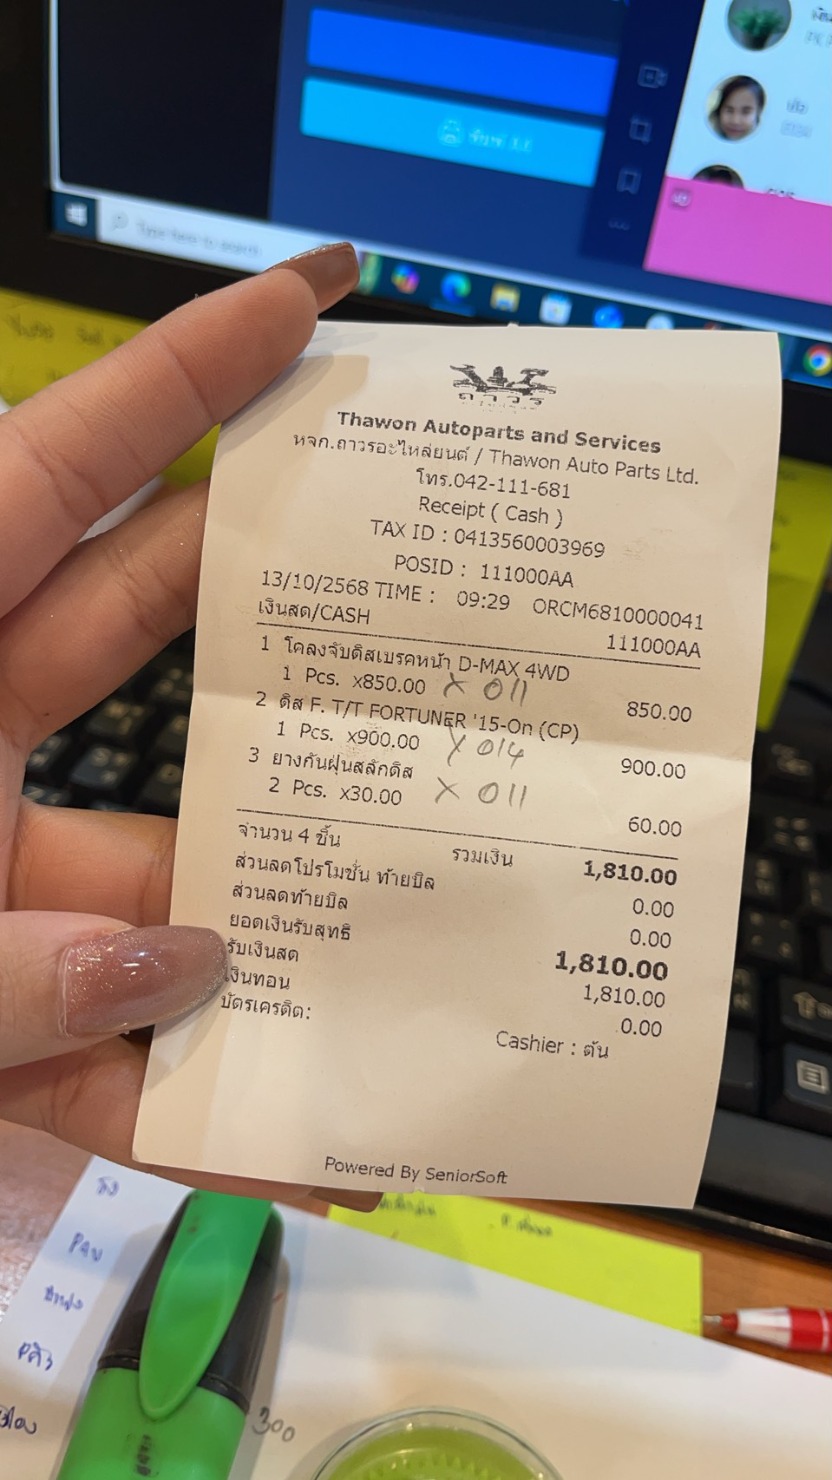 Type here to search
ถาวร
Thawon Autoparts and Services
หจก.ถาวรอะไหล่ยนต์ / Thawon Auto Parts Ltd.
โทร.042-111-681
Receipt ( Cash )
TAX ID : 0413560003969
POSID : 111000AA
13/10/2568 TIME : 09:29 ORCM6810000041
เงินสด/CASH 111000AA
1 โคลงจับดิสเบรคหน้า D-MAX 4WD
1 Pcs. x850.00 X 011 850.00
2 ดิส F. T/T FORTUNER '15-On (CP)
1 Pcs. x900.00 X 014 900.00
3 ยางกันฝุ่นสลักดิส
2 Pcs. x30.00 X 011 60.00
จำนวน 4 ชิ้น รวมเงิน 1,810.00
ส่วนลดโปรโมชั่น ท้ายบิล 0.00
ส่วนลดท้ายบิล 0.00
ยอดเงินรับสุทธิ 1,810.00
รับเงินสด 1,810.00
เงินทอน 0.00
บัตรเครดิต:
Cashier : ต้น
Powered By SeniorSoft
300